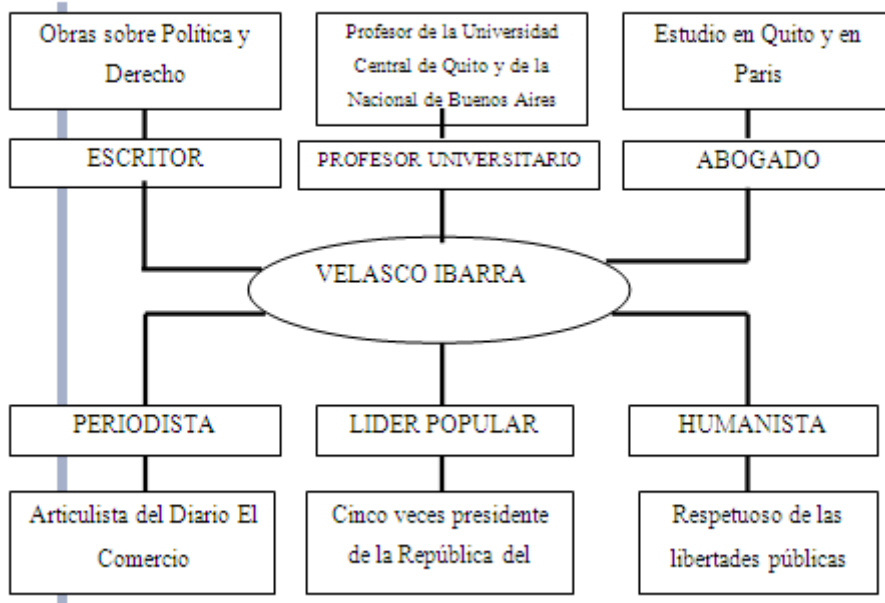 Obras sobre Política y
Derecho
Profesor de la Universidad
Central de Quito y de la
Nacional de Buenos Aires
Estudio en Quito y en
Paris
ESCRITOR
PROFESOR UNIVERSITARIO
ABOGADO
VELASCO IBARRA
PERIODISTA
LIDER POPULAR
HUMANISTA
Articulista del Diario El
Comercio
Cinco veces presidente
de la República del
Respetuoso de las
libertades públicas